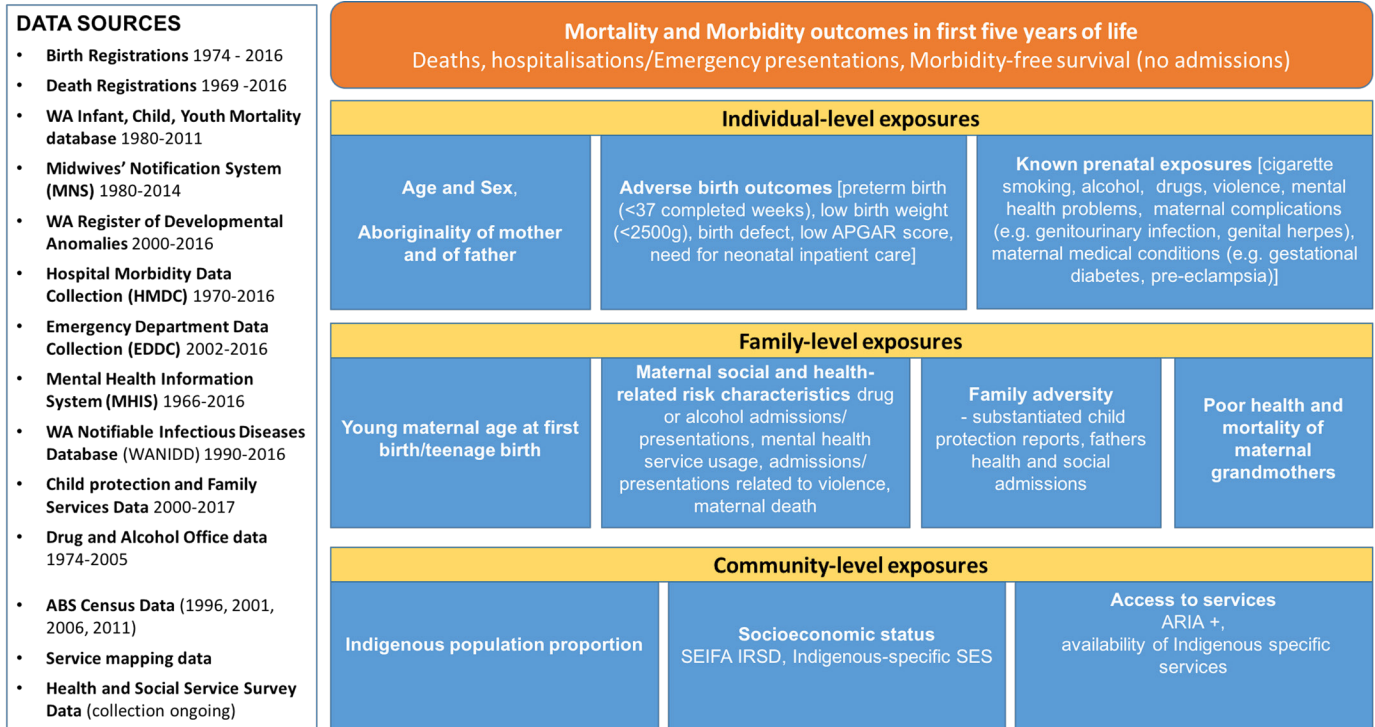 DATA SOURCES
• Birth Registrations 1974 - 2016
• Death Registrations 1969 -2016
• WA Infant, Child, Youth Mortality
database 1980-2011
• Midwives’ Notification System
(MNS) 1980-2014
• WA Register of Developmental
Anomalies 2000-2016
• Hospital Morbidity Data
Collection (HMDC) 1970-2016
• Emergency Department Data
Collection (EDDC) 2002-2016
• Mental Health Information
System (MHIS) 1966-2016
• WA Notifiable Infectious Diseases
Database (WANIDD) 1990-2016
• Child protection and Family
Services Data 2000-2017
• Drug and Alcohol Office data
1974-2005
• ABS Census Data (1996, 2001,
2006, 2011)
• Service mapping data
• Health and Social Service Survey
Data (collection ongoing)
Mortality and Morbidity outcomes in first five years of life
Deaths, hospitalisations/Emergency presentations, Morbidity-free survival (no admissions)
Individual-level exposures
Age and Sex,
Aboriginality of mother
and of father
Adverse birth outcomes [preterm birth
(<37 completed weeks), low birth weight
(<2500g), birth defect, low APGAR score,
need for neonatal inpatient care]
Known prenatal exposures [cigarette
smoking, alcohol, drugs, violence, mental
health problems, maternal complications
(e.g. genitourinary infection, genital herpes),
maternal medical conditions (e.g. gestational
diabetes, pre-eclampsia)]
Family-level exposures
Young maternal age at first
birth/teenage birth
Maternal social and health-
related risk characteristics drug
or alcohol admissions/
presentations, mental health
service usage, admissions/
presentations related to violence,
maternal death
Family adversity
- substantiated child
protection reports, fathers
health and social
admissions
Poor health and
mortality of
maternal
grandmothers
Community-level exposures
Indigenous population proportion
Socioeconomic status
SEIFA IRSD, Indigenous-specific SES
Access to services
ARIA +,
availability of Indigenous specific
services